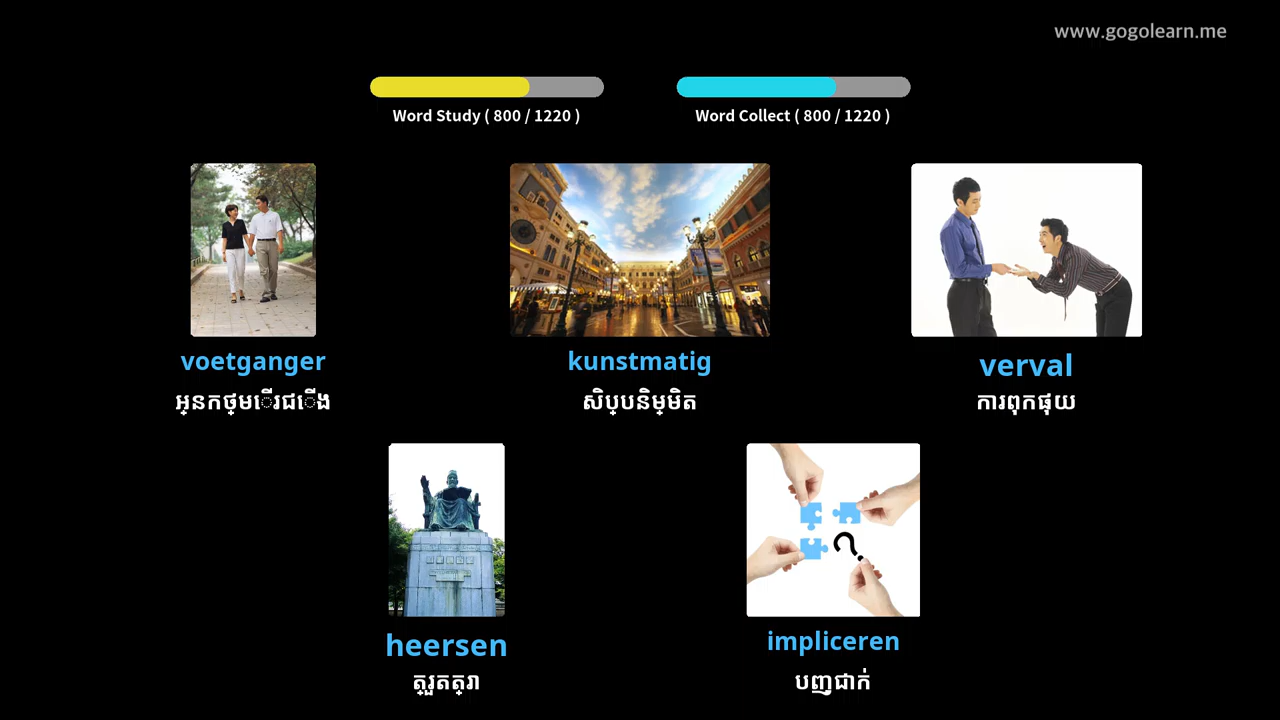 www.gogolearn.me
Word Study ( 800 / 1220 )
Word Collect ( 800 / 1220 )
voetganger
kunstmatig
verval
អ្នកថ្មើរជើង
សិប្បនិម្មិត
ការពុកផុយ
heersen
impliceren
ត្រួតត្រា
បញ្ជាក់